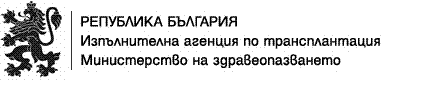 РЕПУБЛИКА БЪЛГАРИЯ
Изпълнителна агенция по трансплантация
Министерство на здравеопазването